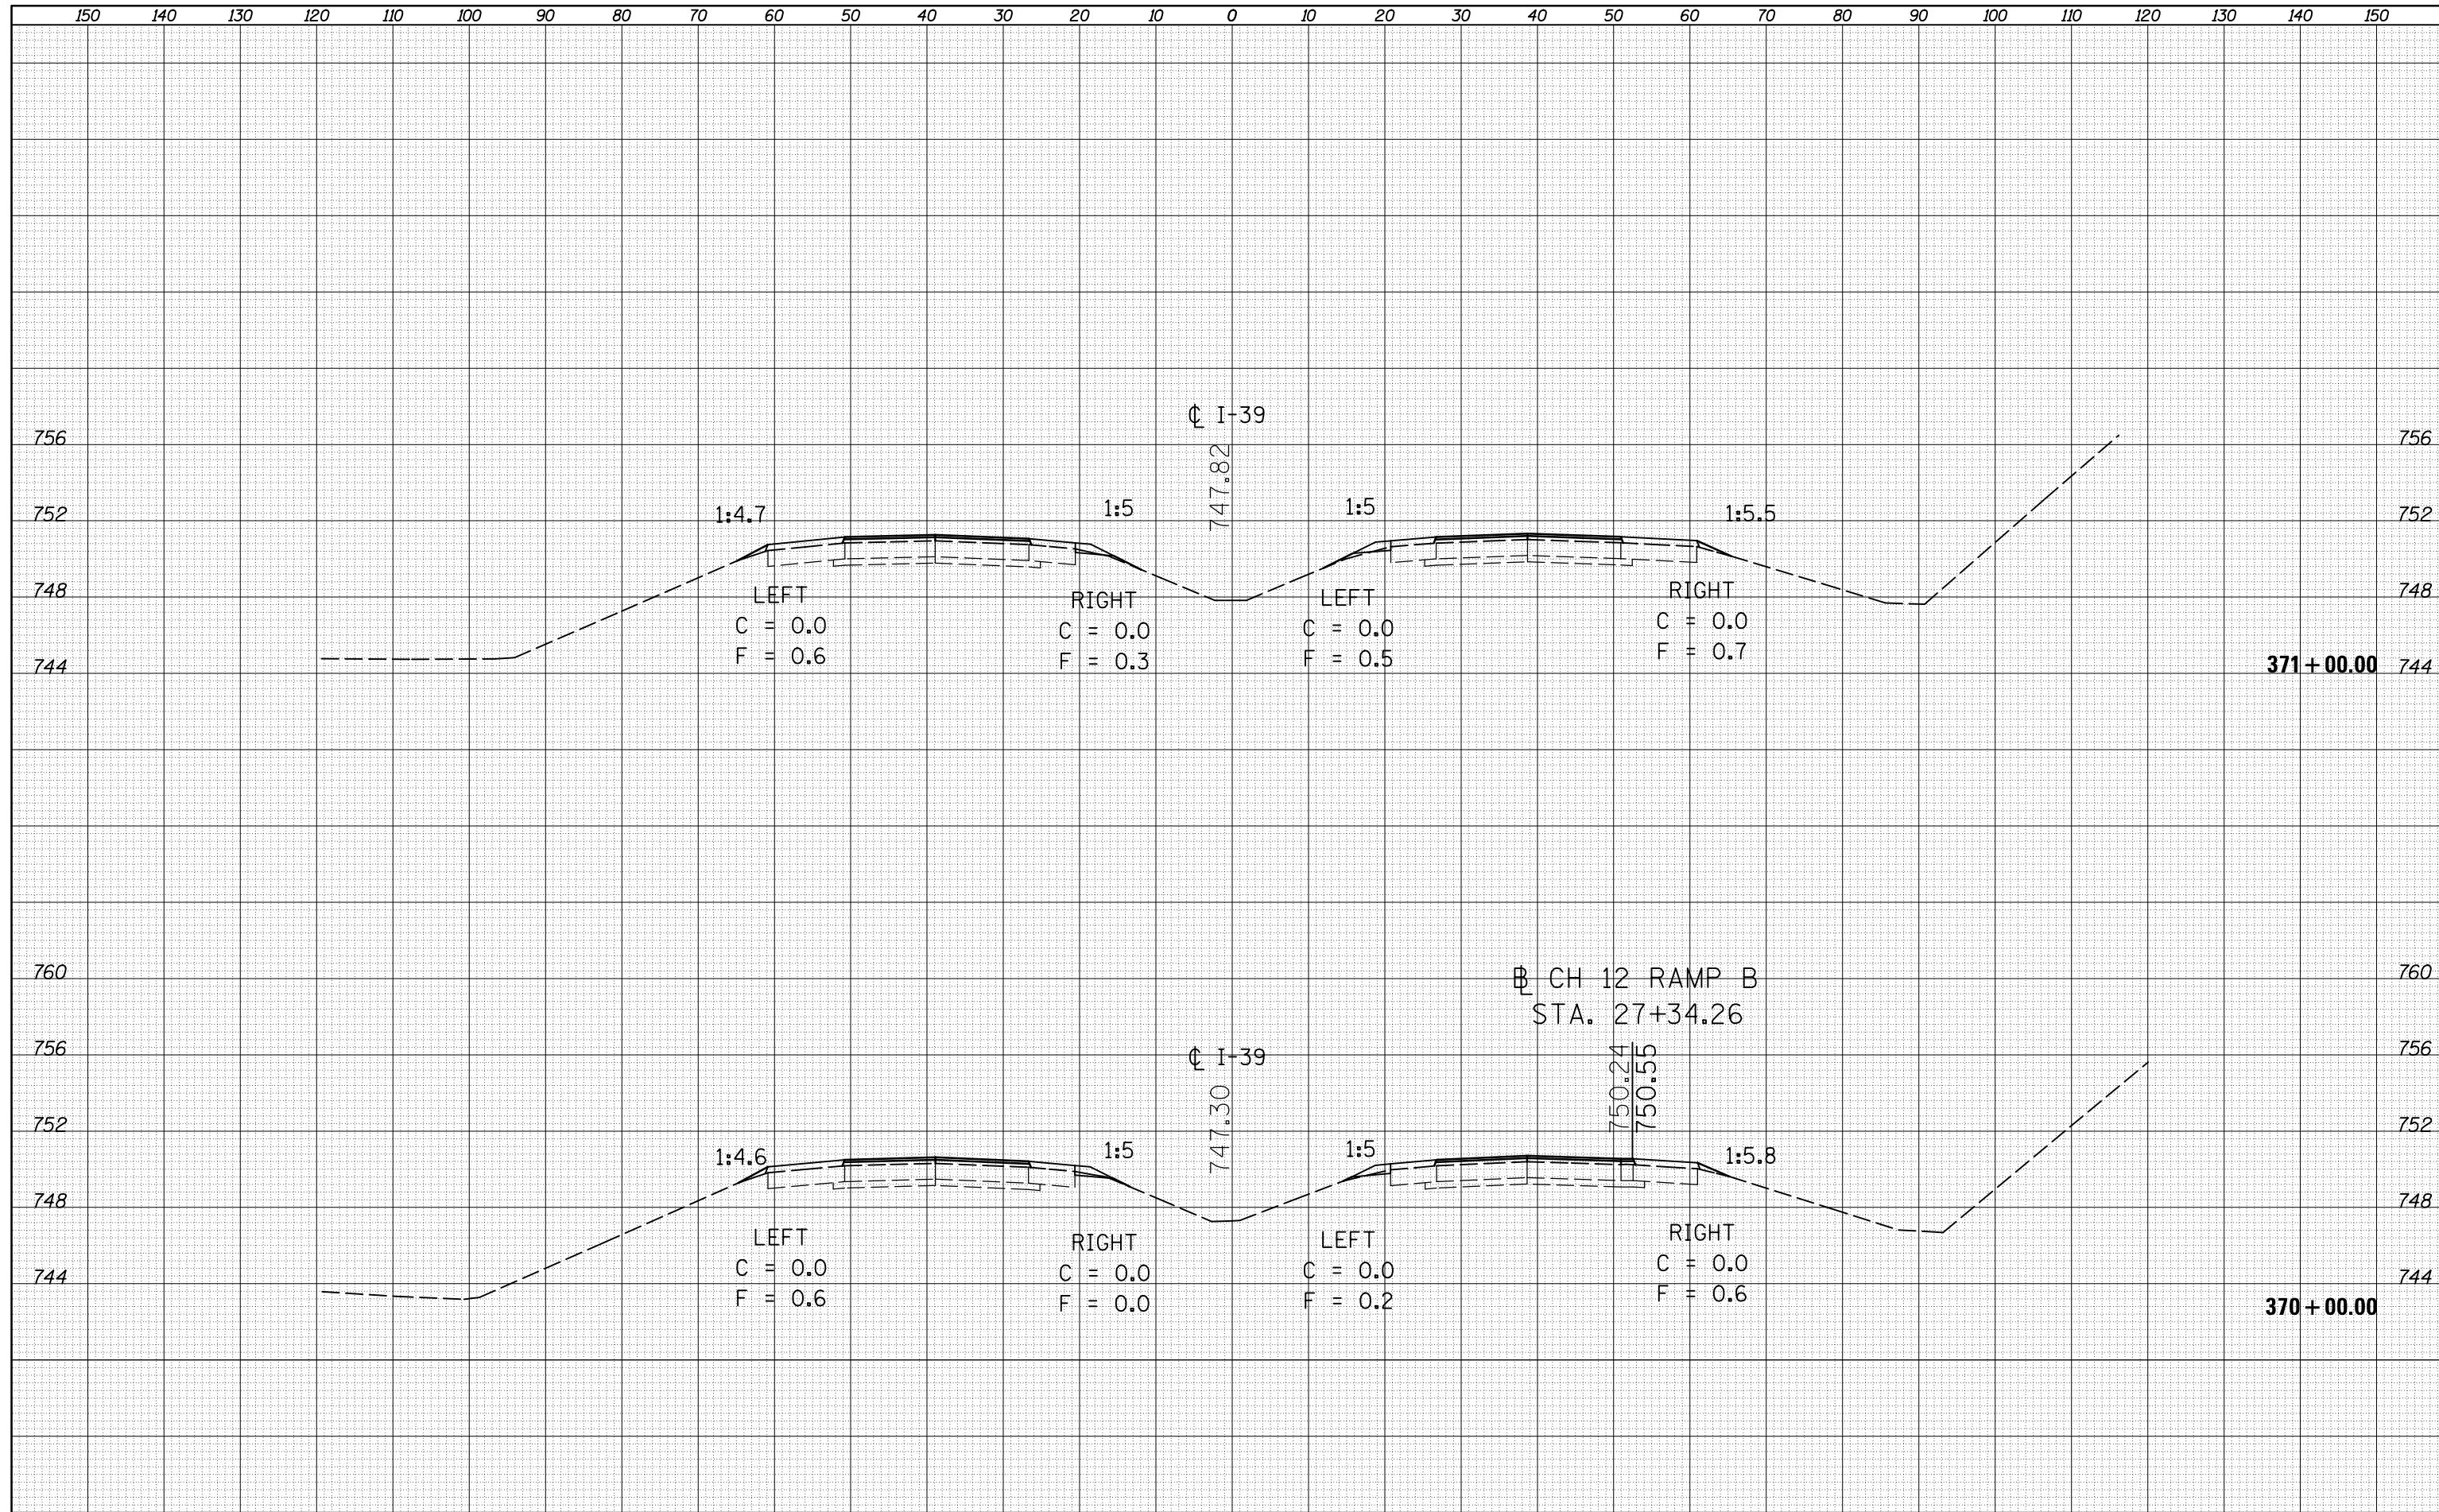 150 140 130 120 110 100 90 80 70 60 50 40 30 20 10 0 10 20 30 40 50 60 70 80 90 100 110 120 130 140 150
℄ I-39
756 747.82 756
752 1:4.7 1:5 1:5 1:5.5 752
748 LEFT RIGHT LEFT RIGHT 748
C = 0.0 C = 0.0 C = 0.0 C = 0.0
F = 0.6 F = 0.3 F = 0.5 F = 0.7
744 371+00.00 744
760 BL CH 12 RAMP B 760
STA. 27+34.26
756 ℄ I-39 750.24 750.55 756
747.30
752 1:4.6 1:5 1:5 1:5.8 752
748 748
LEFT RIGHT LEFT RIGHT
C = 0.0 C = 0.0 C = 0.0 C = 0.0
744 744
F = 0.6 F = 0.0 F = 0.2 F = 0.6
370+00.00